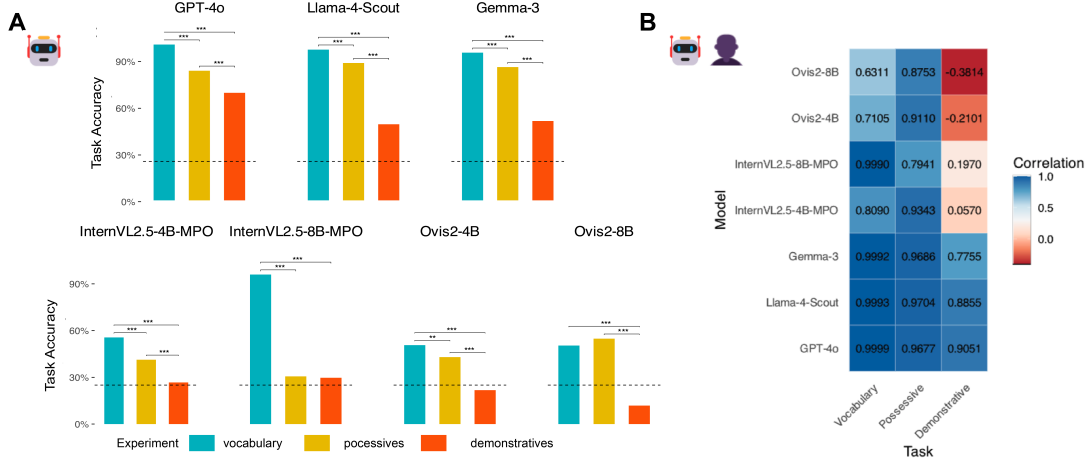 A
GPT-4o
Llama-4-Scout
Gemma-3
Task Accuracy
90%
60%
30%
0%
*** *** ***
*** *** ***
*** *** ***
InternVL2.5-4B-MPO
InternVL2.5-8B-MPO
Ovis2-4B
Ovis2-8B
Task Accuracy
90%
60%
30%
0%
*** *** ***
*** ***
*** ** ***
*** ***
Experiment vocabulary pocessives demonstratives
B
Model
Ovis2-8B 0.6311 0.8753 -0.3814
Ovis2-4B 0.7105 0.9110 -0.2101
InternVL2.5-8B-MPO 0.9990 0.7941 0.1970
InternVL2.5-4B-MPO 0.8090 0.9343 0.0570
Gemma-3 0.9992 0.9686 0.7755
Llama-4-Scout 0.9993 0.9704 0.8855
GPT-4o 0.9999 0.9677 0.9051
Vocabulary Possessive Demonstrative
Task
Correlation
1.0
0.5
0.0